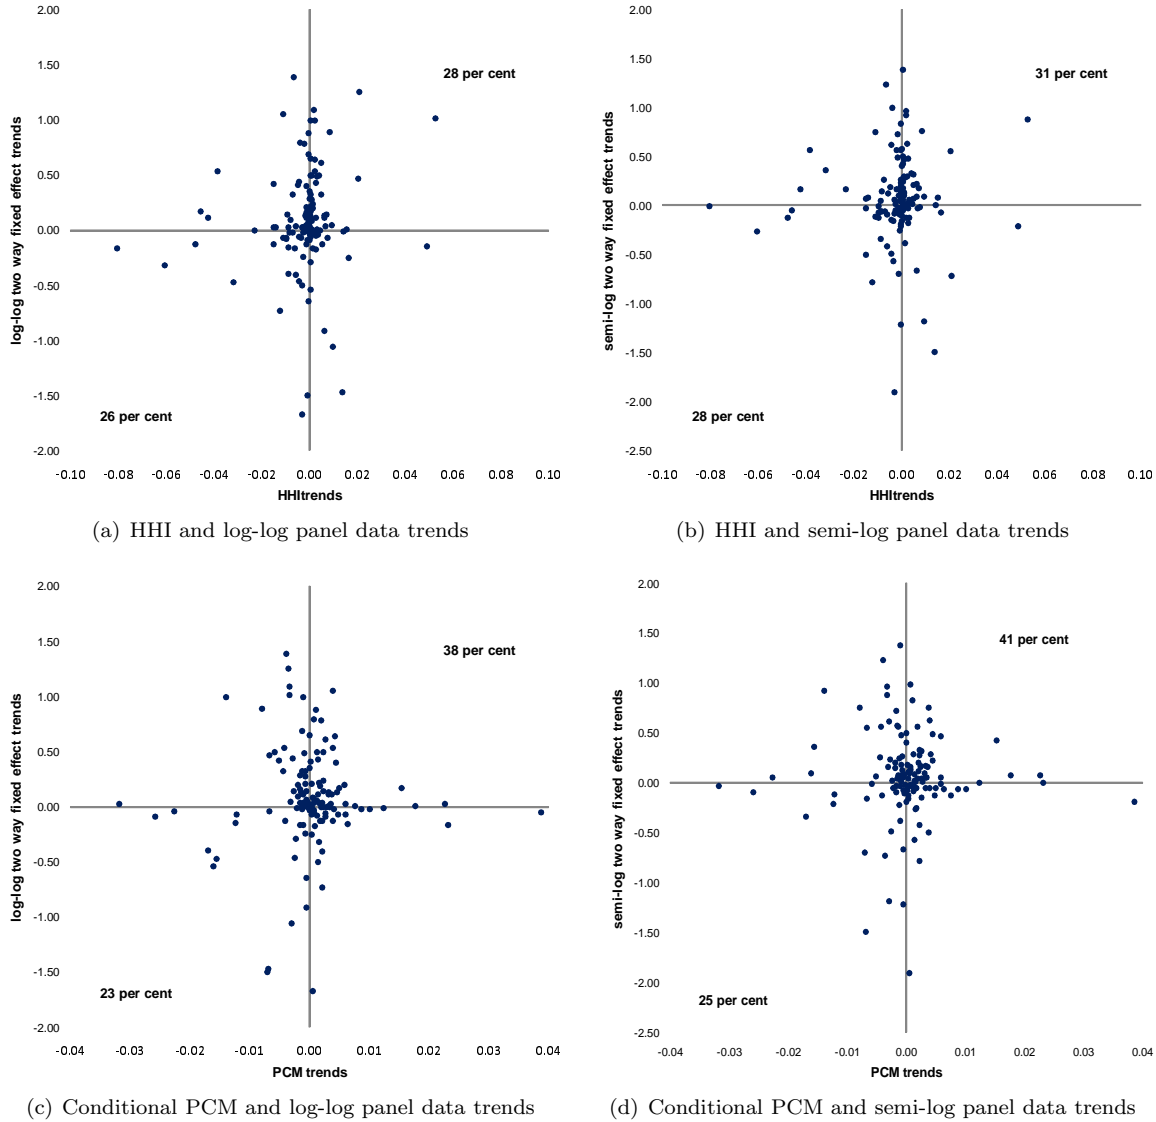 2.00
1.50
1.00
0.50
0.00
-0.50
-1.00
-1.50
-2.00
log-log two way fixed effect trends
28 per cent
26 per cent
-0.10 -0.08 -0.06 -0.04 -0.02 0.00 0.02 0.04 0.06 0.08 0.10
HHItrends
(a) HHI and log-log panel data trends
2.00
1.50
1.00
0.50
0.00
-0.50
-1.00
-1.50
-2.00
-2.50
semi-log two way fixed effect trends
31 per cent
28 per cent
-0.10 -0.08 -0.06 -0.04 -0.02 0.00 0.02 0.04 0.06 0.08 0.10
HHItrends
(b) HHI and semi-log panel data trends
2.00
1.50
1.00
0.50
0.00
-0.50
-1.00
-1.50
-2.00
log-log two way fixed effect trends
38 per cent
23 per cent
-0.04 -0.03 -0.02 -0.01 0.00 0.01 0.02 0.03 0.04
PCM trends
(c) Conditional PCM and log-log panel data trends
2.00
1.50
1.00
0.50
0.00
-0.50
-1.00
-1.50
-2.00
-2.50
semi-log two way fixed effect trends
41 per cent
25 per cent
-0.04 -0.03 -0.02 -0.01 0.00 0.01 0.02 0.03 0.04
PCM trends
(d) Conditional PCM and semi-log panel data trends